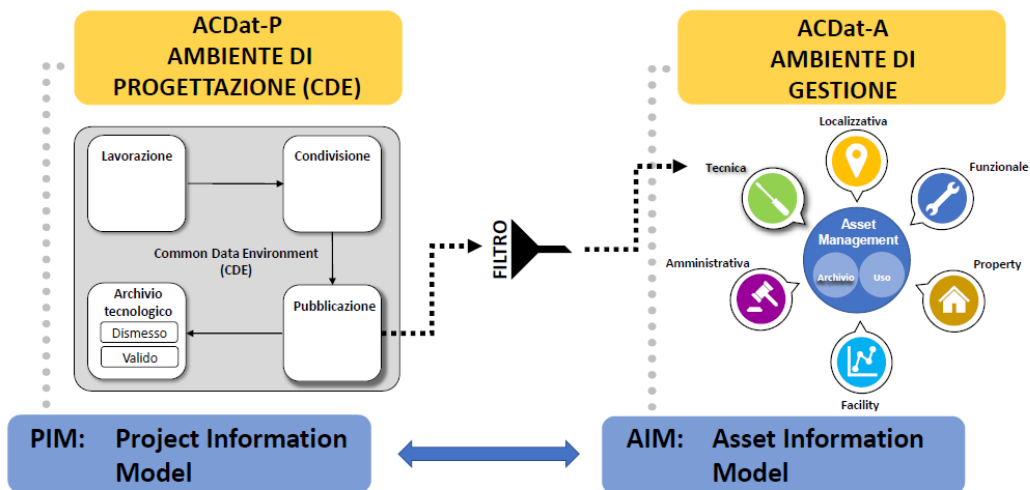 ACDat-P
AMBIENTE DI
PROGETTAZIONE (CDE)
Lavorazione
Condivisione
Common Data Environment
(CDE)
Archivio
tecnologico
Dismesso
Valido
Pubblicazione
FILTRO
ACDat-A
AMBIENTE DI
GESTIONE
Localizzativa
Tecnica
Funzionale
Asset
Management
Archivio
Uso
Amministrativa
Property
Facility
PIM: Project Information
Model
AIM: Asset Information
Model